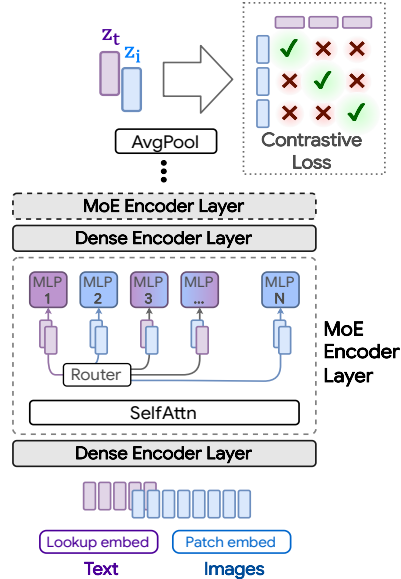 z_t
z_i
Contrastive
Loss
AvgPool
MoE Encoder Layer
Dense Encoder Layer
MLP 1
MLP 2
MLP 3
MLP ...
MLP N
Router
SelfAttn
MoE
Encoder
Layer
Dense Encoder Layer
Lookup embed
Patch embed
Text
Images